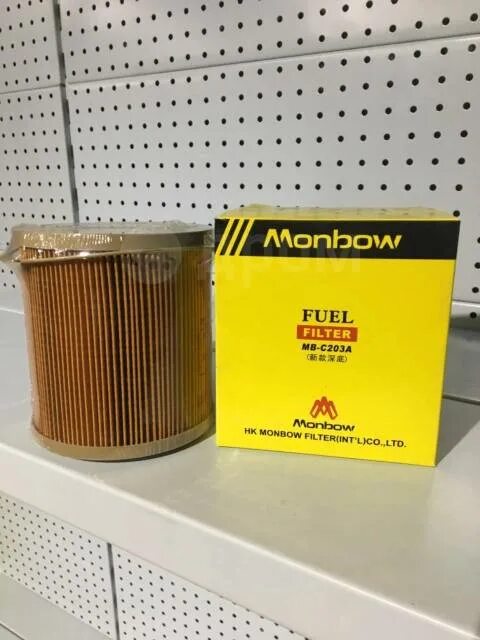 Monbow
FUEL
FILTER
MB-C203A
(新款深底)
Monbow
HK MONBOW FILTER(INT'L)CO.,LTD.